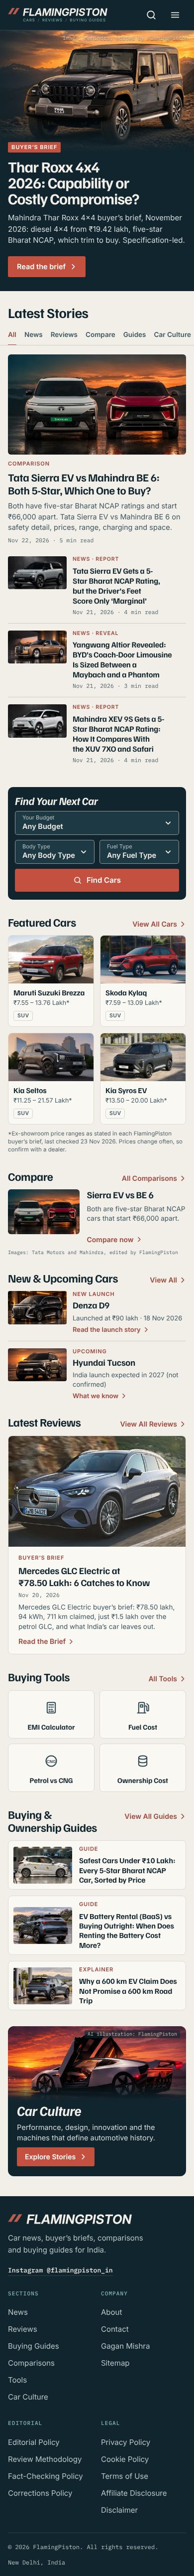 FLAMINGPISTON
CARS / REVIEWS / BUYING GUIDES
BUYER'S BRIEF
Thar Roxx 4x4
2026: Capability or
Costly Compromise?
Mahindra Thar Roxx 4x4 buyer's brief, November
2026: diesel 4x4 from ₹19.42 lakh, five-star
Bharat NCAP, which trim to buy. Specification-led.
Read the brief
Latest Stories
All News Reviews Compare Guides Car Culture
COMPARISON
Tata Sierra EV vs Mahindra BE 6:
Both 5-Star, Which One to Buy?
Both have five-star Bharat NCAP ratings and start
₹66,000 apart. Tata Sierra EV vs Mahindra BE 6 on
safety detail, prices, range, charging and space.
Nov 22, 2026 · 5 min read
NEWS · REPORT
Tata Sierra EV Gets a 5-
Star Bharat NCAP Rating,
but the Driver's Feet
Score Only 'Marginal'
Nov 21, 2026 · 4 min read
NEWS · REVEAL
Yangwang Altior Revealed:
BYD's Coach-Door Limousine
Is Sized Between a
Maybach and a Phantom
Nov 21, 2026 · 3 min read
NEWS · REPORT
Mahindra XEV 9S Gets a 5-
Star Bharat NCAP Rating:
How It Compares With
the XUV 7XO and Safari
Nov 21, 2026 · 4 min read
Find Your Next Car
Your Budget
Any Budget
Body Type
Any Body Type
Fuel Type
Any Fuel Type
Find Cars
Featured Cars
View All Cars
Maruti Suzuki Brezza
₹7.55 – 13.76 Lakh*
SUV
Skoda Kylaq
₹7.59 – 13.09 Lakh*
SUV
Kia Seltos
₹11.25 – 21.57 Lakh*
SUV
Kia Syros EV
₹13.50 – 20.00 Lakh*
SUV
*Ex-showroom price ranges as stated in each FlamingPiston
buyer's brief, last checked 23 Nov 2026. Prices change often, so
confirm with a dealer.
Compare
All Comparisons
Sierra EV vs BE 6
Both are five-star Bharat NCAP
cars that start ₹66,000 apart.
Compare now
Images: Tata Motors and Mahindra, edited by FlamingPiston
New & Upcoming Cars
View All
NEW LAUNCH
Denza D9
Launched at ₹90 lakh · 18 Nov 2026
Read the launch story
UPCOMING
Hyundai Tucson
India launch expected in 2027 (not
confirmed)
What we know
Latest Reviews
View All Reviews
BUYER'S BRIEF
Mercedes GLC Electric at
₹78.50 Lakh: 6 Catches to Know
Nov 20, 2026
Mercedes GLC Electric buyer's brief: ₹78.50 lakh,
94 kWh, 711 km claimed, just ₹1.5 lakh over the
petrol GLC, and what India's car leaves out.
Read the Brief
Buying Tools
All Tools
EMI Calculator
Fuel Cost
CNG
Petrol vs CNG
Ownership Cost
Buying &
Ownership Guides
View All Guides
GUIDE
Safest Cars Under ₹10 Lakh:
Every 5-Star Bharat NCAP
Car, Sorted by Price
GUIDE
EV Battery Rental (BaaS) vs
Buying Outright: When Does
Renting the Battery Cost
More?
EXPLAINER
Why a 600 km EV Claim Does
Not Promise a 600 km Road
Trip
AI Illustration: FlamingPiston
Car Culture
Performance, design, innovation and the
machines that define automotive history.
Explore Stories
FLAMINGPISTON
Car news, buyer's briefs, comparisons
and buying guides for India.
Instagram @flamingpiston_in
SECTIONS
News
Reviews
Buying Guides
Comparisons
Tools
Car Culture
COMPANY
About
Contact
Gagan Mishra
Sitemap
EDITORIAL
Editorial Policy
Review Methodology
Fact-Checking Policy
Corrections Policy
LEGAL
Privacy Policy
Cookie Policy
Terms of Use
Affiliate Disclosure
Disclaimer
© 2026 FlamingPiston. All rights reserved.
New Delhi, India